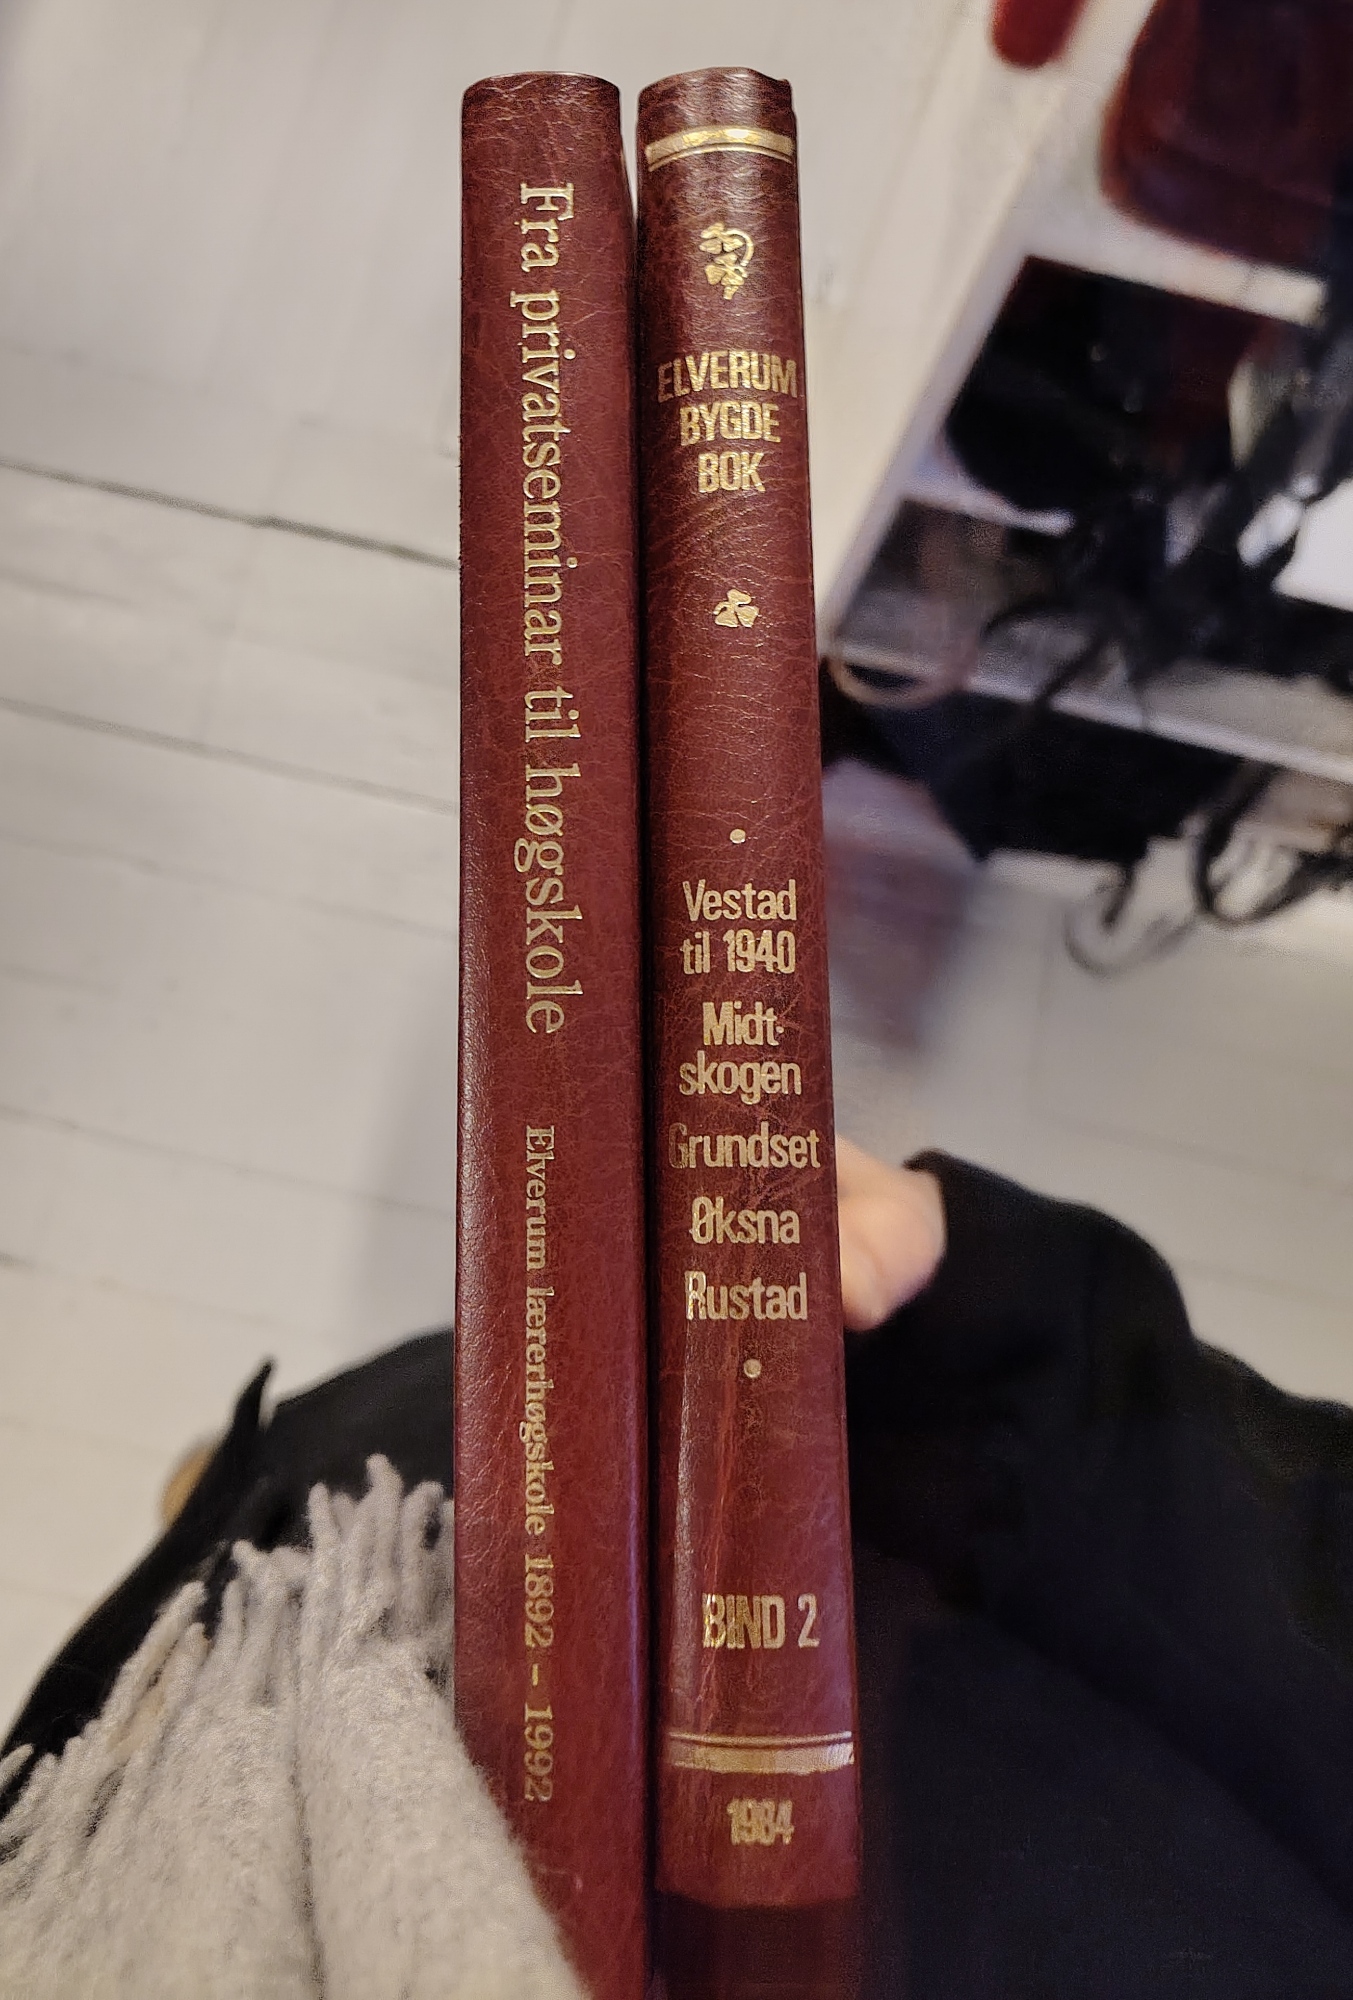 Fra privatseminar til høgskole Elverum lærerhøgskole 1892 – 1992
ELVERUM
BYGDE
BOK
Vestad
til 1940
Midt-
skogen
Grundset
Øksna
Rustad
BIND 2
1984